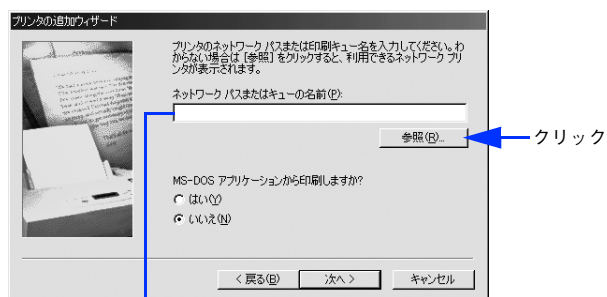 プリンタの追加ウィザード
プリンタのネットワーク パスまたは印刷キュー名を入力してください。わ
からない場合は [参照] をクリックすると、利用できるネットワーク プリ
ンタが表示されます。
ネットワーク パスまたはキューの名前(P):
参照(R)...
クリック
MS-DOS アプリケーションから印刷しますか?
はい(Y)
いいえ(N)
< 戻る(B)
次へ >
キャンセル